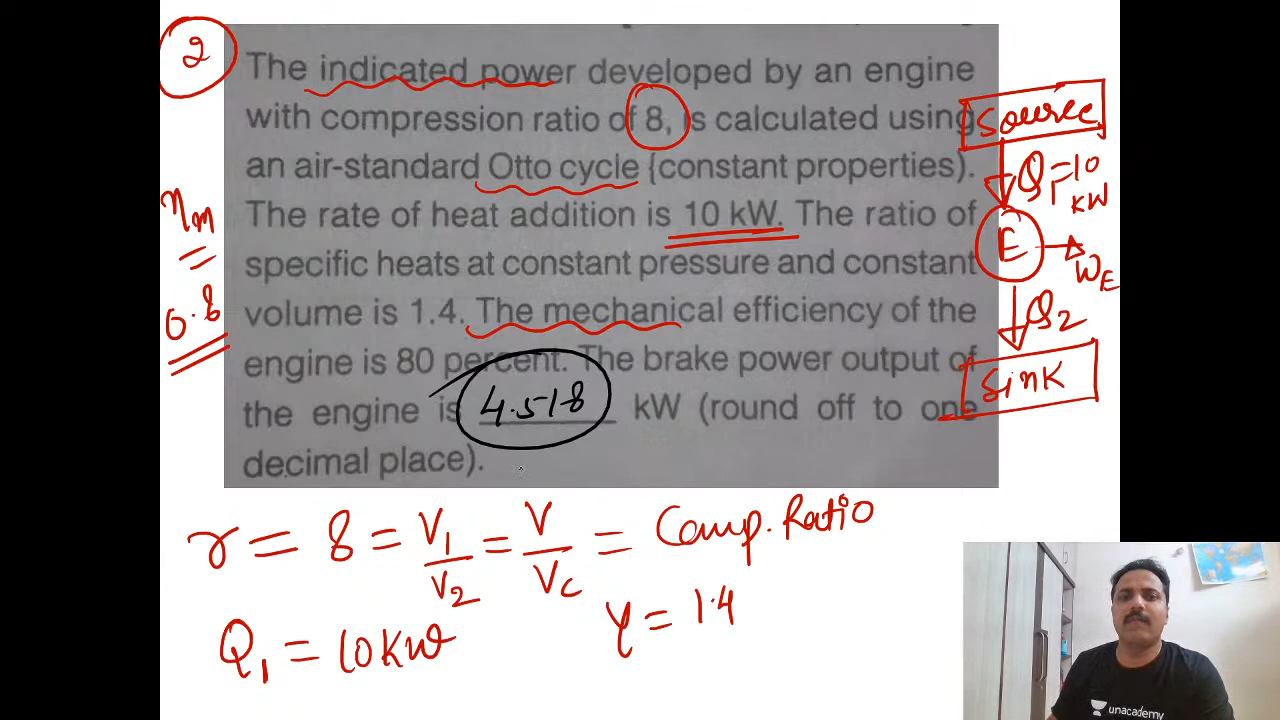 2
The indicated power developed by an engine
with compression ratio of 8, is calculated using
an air-standard Otto cycle {constant properties).
The rate of heat addition is 10 kW. The ratio of
specific heats at constant pressure and constant
volume is 1.4. The mechanical efficiency of the
engine is 80 percent. The brake power output of
the engine is 4.518 kW (round off to one
decimal place).
ηm
=
0.8
Source
Q1=10
KW
E
WE
Q2
Sink
r = 8 = V1/V2 = V/Vc = Comp. Ratio
Q1 = 10KW γ = 1.4
unacademy